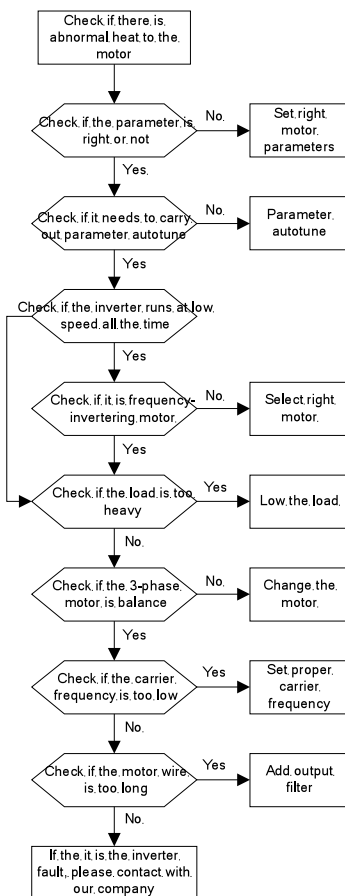 Check if there is
abnormal heat to the
motor
Check if the parameter is
right or not
No
Set right
motor
parameters
Yes
Check if it needs to carry
out parameter autotune
No
Parameter
autotune
Yes
Check if the inverter runs at low
speed all the time
Yes
Check if it is frequency-
invertering motor
No
Select right
motor
Yes
Check if the load is too
heavy
Yes
Low the load
No
Check if the 3-phase
motor is balance
No
Change the
motor
Yes
Check if the carrier
frequency is too low
Yes
Set proper
carrier
frequency
No
Check if the motor wire
is too long
Yes
Add output
filter
No
If the it is the inverter
fault, please contact with
our company